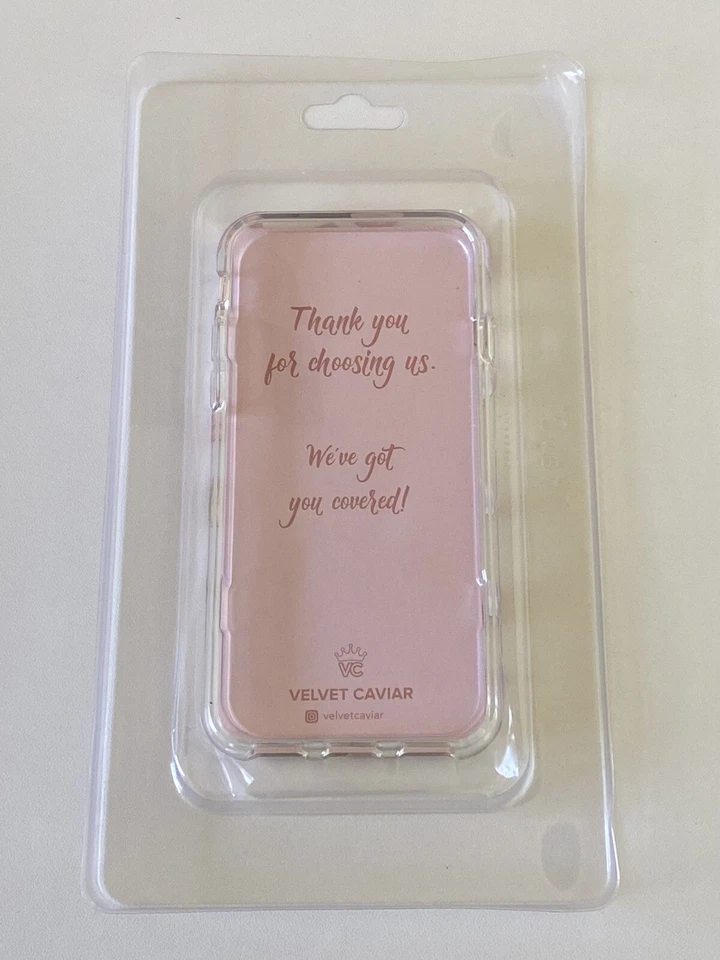 Thank you
for choosing us.
We've got
you covered!
VC
VELVET CAVIAR
velvetcaviar